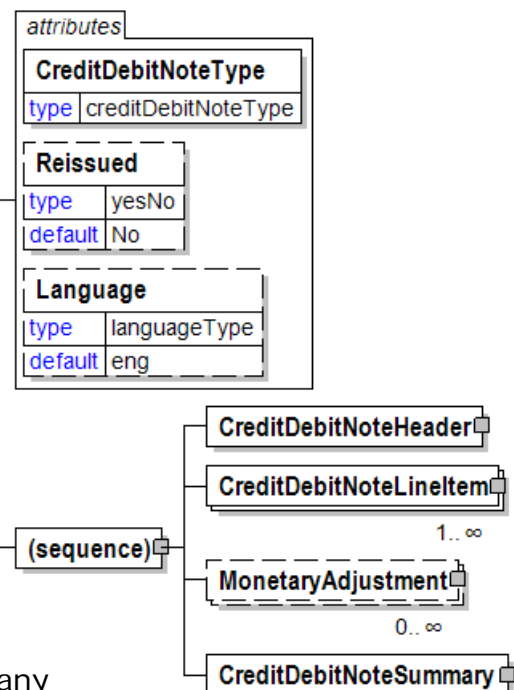 attributes
CreditDebitNoteType
type creditDebitNoteType
Reissued
type yesNo
default No
Language
type languageType
default eng
CreditDebitNoteHeader
CreditDebitNoteLineItem
1..∞
(sequence)
MonetaryAdjustment
0..∞
CreditDebitNoteSummary
any